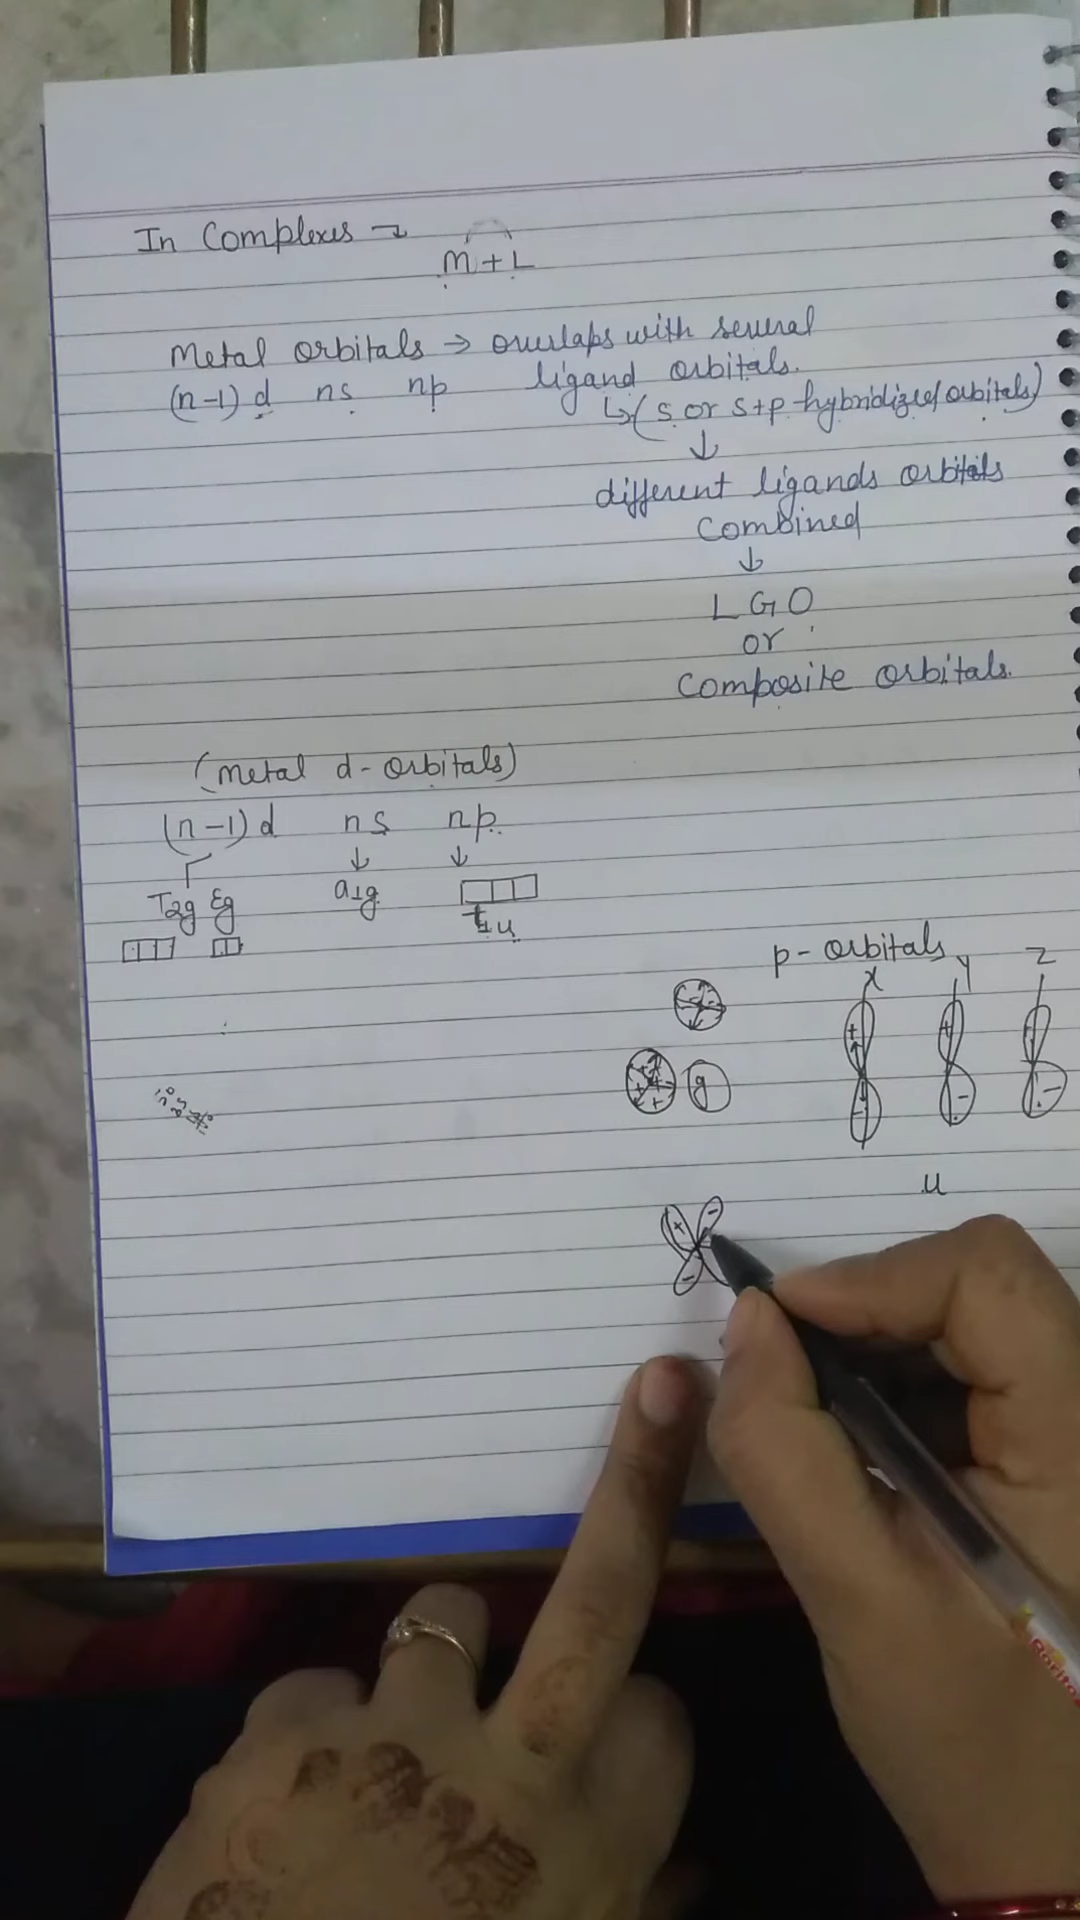 In Complexes →
M + L
Metal orbitals → overlaps with several
(n-1) d ns np ligand orbitals.
↳ (s or s+p hybridized orbitals)
↓
different ligands orbitals
Combined
↓
LGO
or
Composite orbitals.
(Metal d-orbitals)
(n-1) d ns np
↓ ↓
T2g Eg a1g t1u
p-orbitals
x y z
+ + +
g
- - -
u
+ -
-